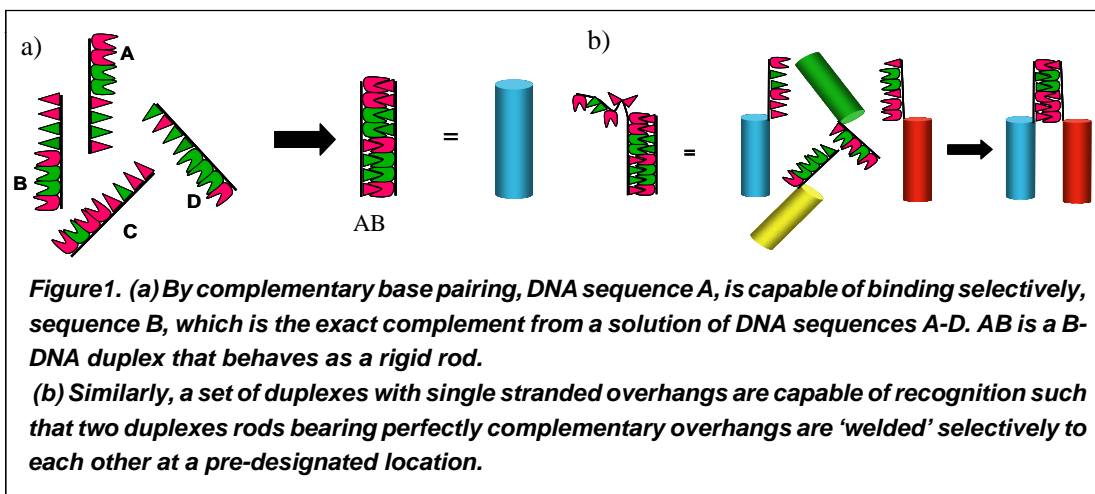 a)
b)
A
B
D
C
=
=
AB
Figure1. (a) By complementary base pairing, DNA sequence A, is capable of binding selectively,
sequence B, which is the exact complement from a solution of DNA sequences A-D. AB is a B-
DNA duplex that behaves as a rigid rod.
(b) Similarly, a set of duplexes with single stranded overhangs are capable of recognition such
that two duplexes rods bearing perfectly complementary overhangs are ‘welded’ selectively to
each other at a pre-designated location.